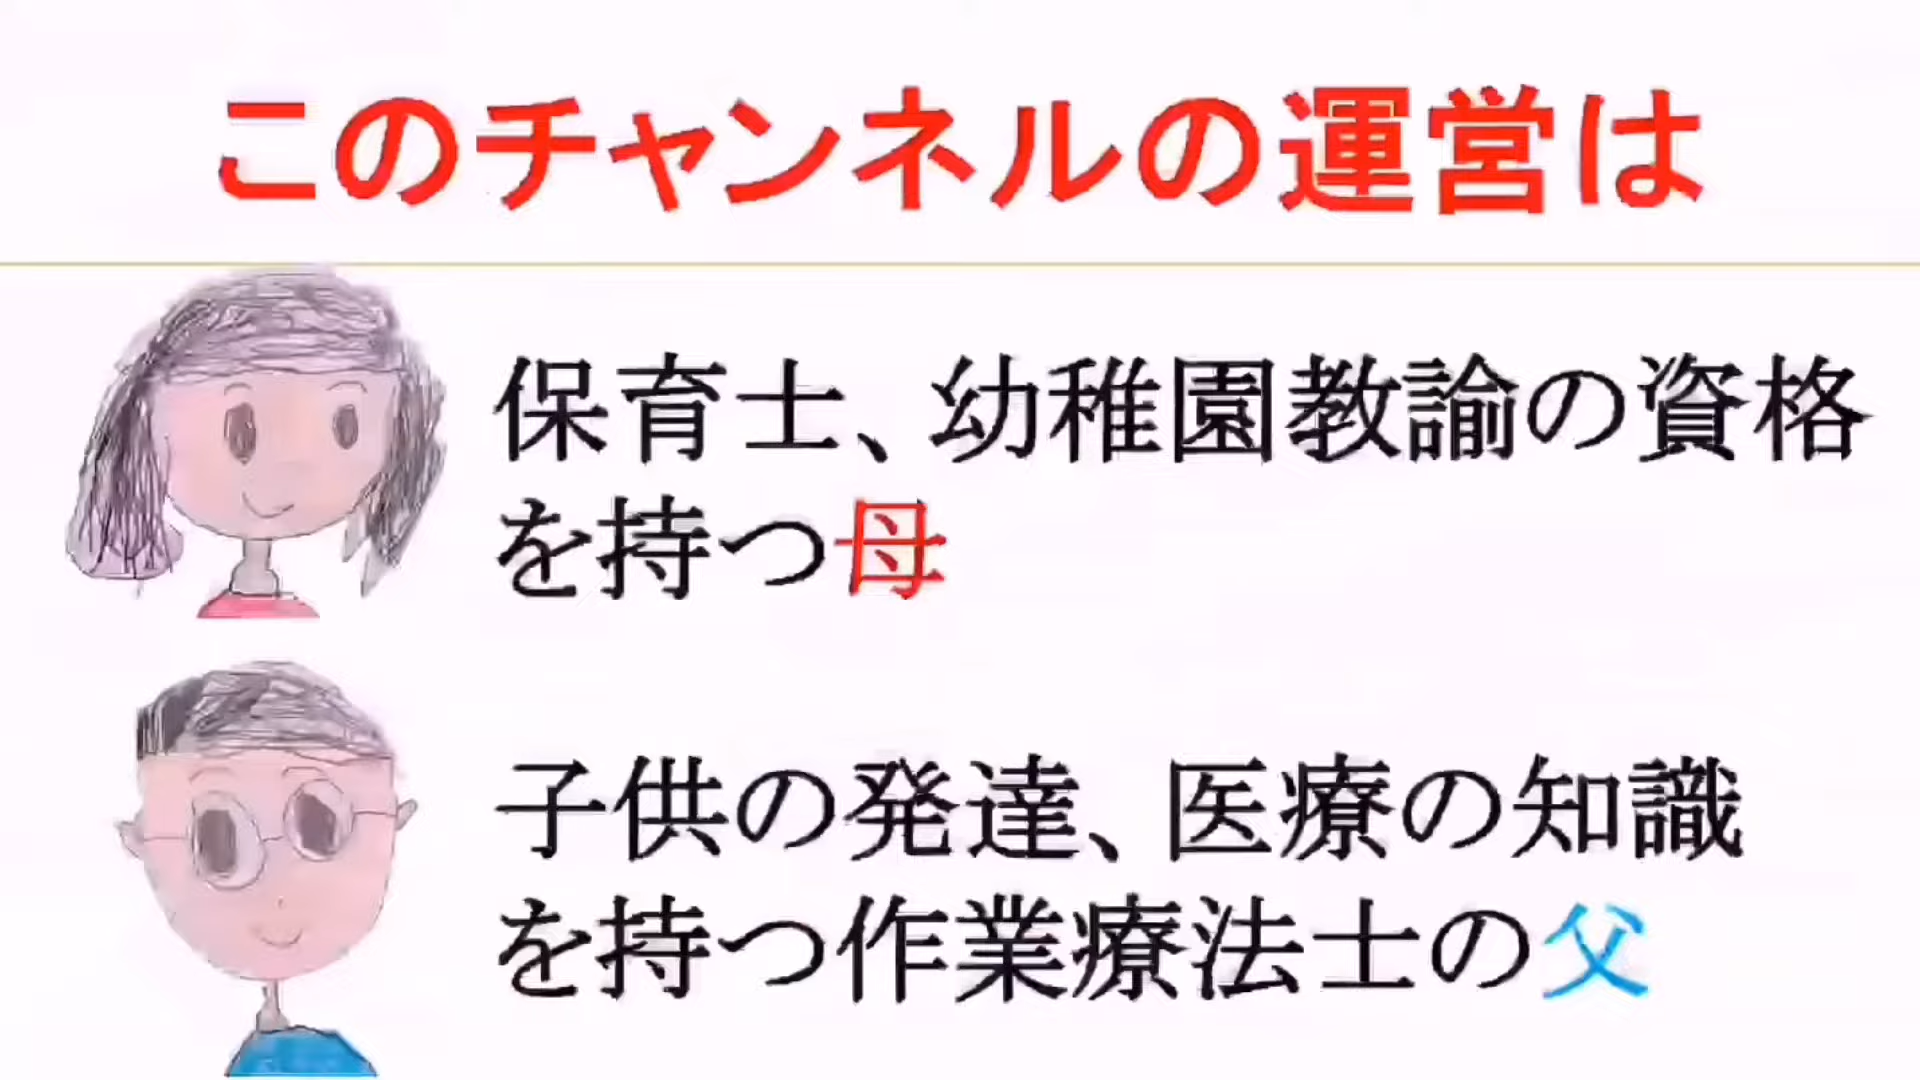 このチャンネルの運営は
保育士、幼稚園教諭の資格
を持つ母
子供の発達、医療の知識
を持つ作業療法士の父